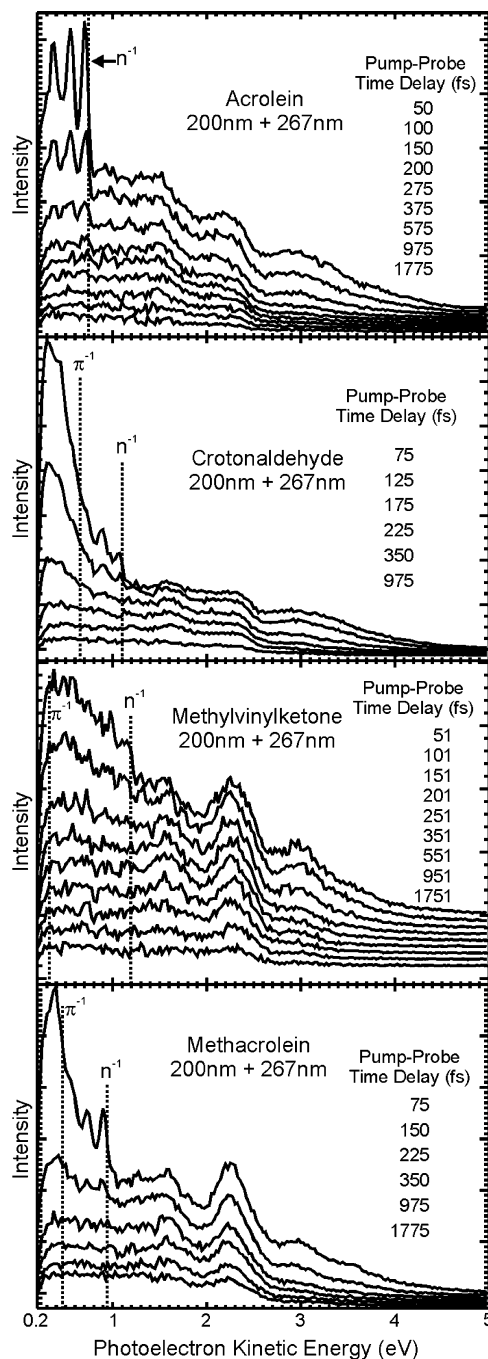 n-1
Acrolein
200nm + 267nm
Pump-Probe
Time Delay (fs)
50
100
150
200
275
375
575
975
1775
Intensity
π-1
n-1
Crotonaldehyde
200nm + 267nm
Pump-Probe
Time Delay (fs)
75
125
175
225
350
975
Intensity
π-1
n-1
Methylvinylketone
200nm + 267nm
Pump-Probe
Time Delay (fs)
51
101
151
201
251
351
551
951
1751
Intensity
π-1
n-1
Methacrolein
200nm + 267nm
Pump-Probe
Time Delay (fs)
75
150
225
350
975
1775
Intensity
0.2 1 2 3 4 5
Photoelectron Kinetic Energy (eV)